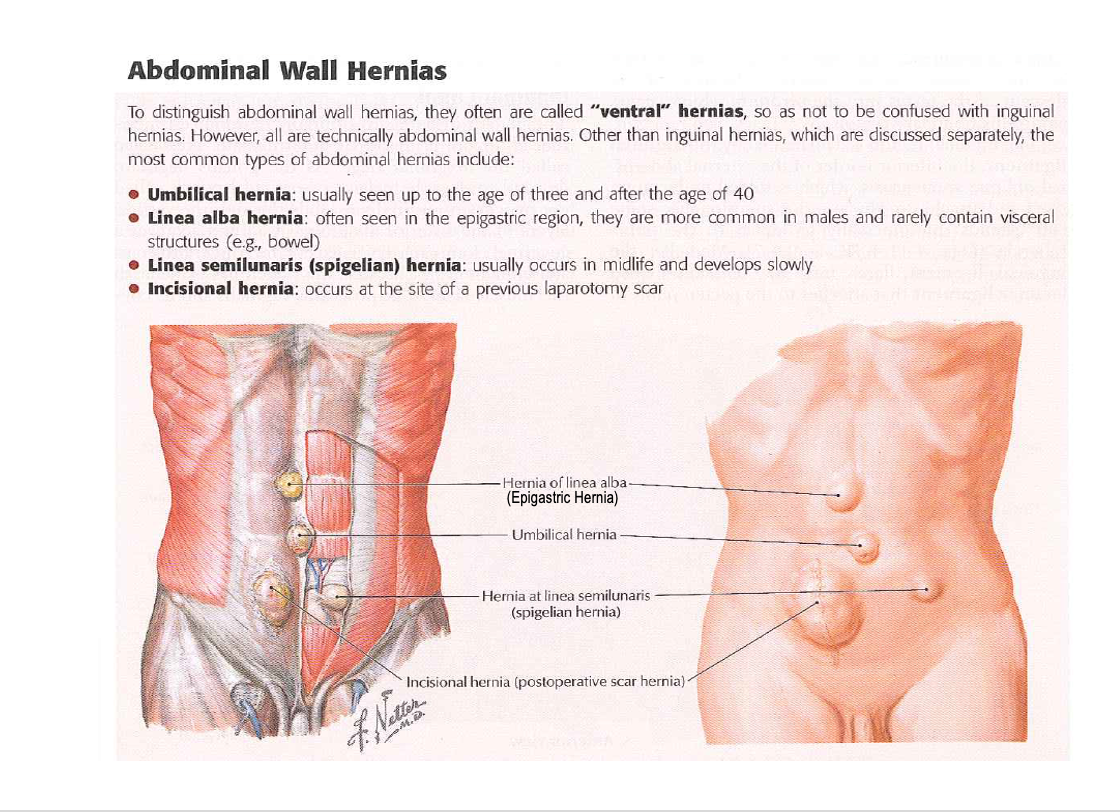 Abdominal Wall Hernias
To distinguish abdominal wall hernias, they often are called "ventral" hernias, so as not to be confused with inguinal
hernias. However, all are technically abdominal wall hernias. Other than inguinal hernias, which are discussed separately, the
most common types of abdominal hernias include:
• Umbilical hernia: usually seen up to the age of three and after the age of 40
• Linea alba hernia: often seen in the epigastric region, they are more common in males and rarely contain visceral
structures (e.g., bowel)
• Linea semilunaris (spigelian) hernia: usually occurs in midlife and develops slowly
• Incisional hernia: occurs at the site of a previous laparotomy scar
Hernia of linea alba
(Epigastric Hernia)
Umbilical hernia
Hernia at linea semilunaris
(spigelian hernia)
Incisional hernia (postoperative scar hernia)
F. Netter
M.D.